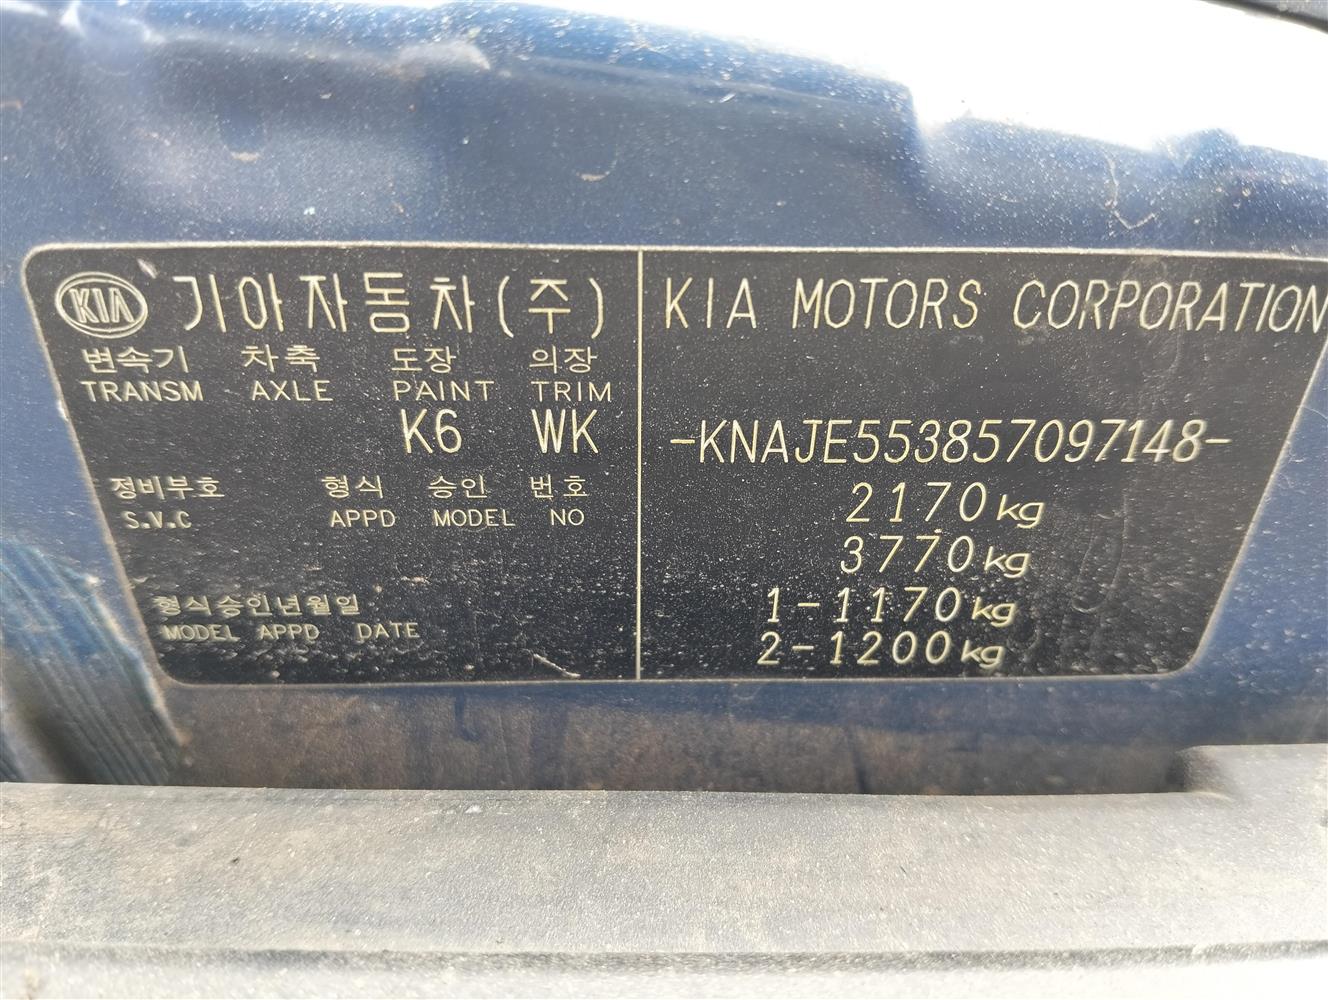 KIA 기아자동차(주)
변속기 차축 도장 의장
TRANSM AXLE PAINT TRIM
K6 WK
정비부호 형식 승인 번호
S.V.C APPD MODEL NO
형식승인년월일
MODEL APPD DATE
KIA MOTORS CORPORATION
-KNAJE553857097148-
2170kg
3770kg
1-1170kg
2-1200kg